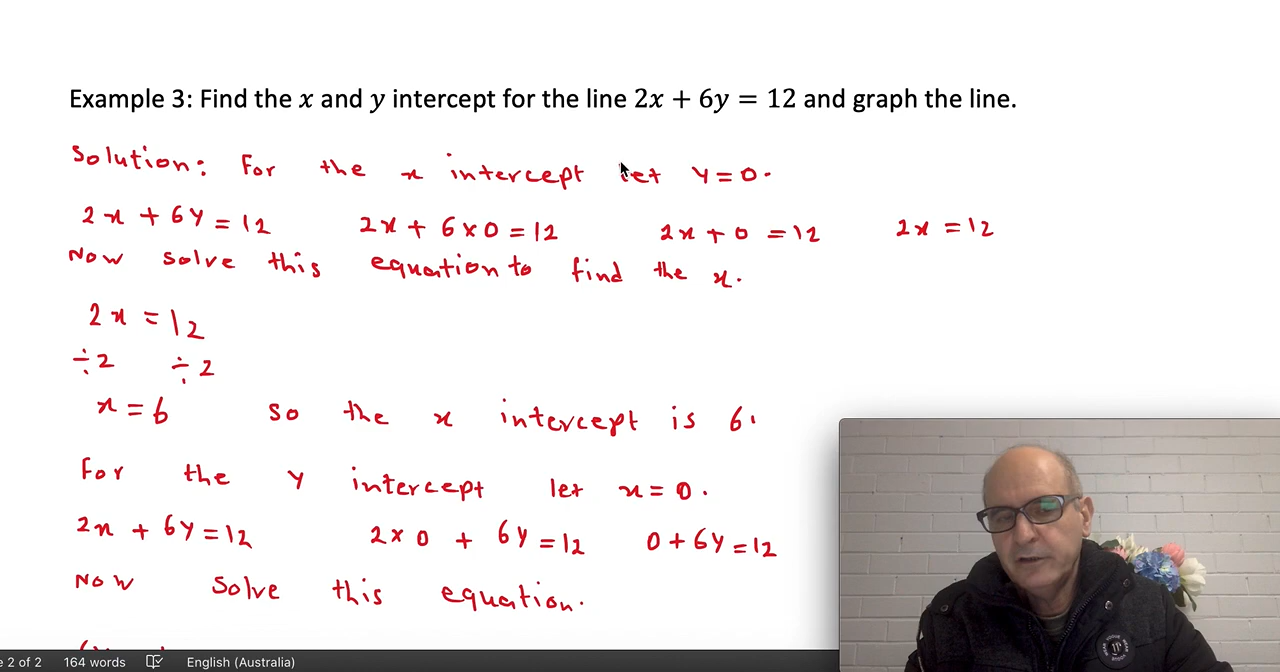 Example 3: Find the x and y intercept for the line 2x + 6y = 12 and graph the line.
Solution: For the x intercept let y = 0.
2x + 6y = 12 2x + 6 × 0 = 12 2x + 0 = 12 2x = 12
Now solve this equation to find the x.
2x = 12
÷2 ÷2
x = 6 so the x intercept is 6.
For the y intercept let x = 0.
2x + 6y = 12 2 × 0 + 6y = 12 0 + 6y = 12
Now solve this equation.
2 of 2 164 words English (Australia)